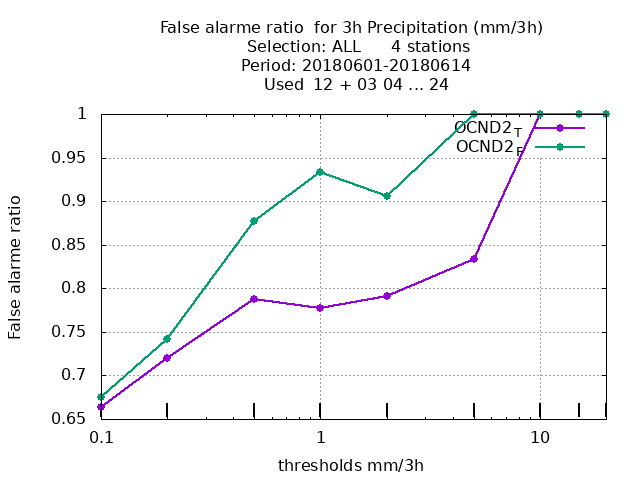 False alarme ratio  for 3h Precipitation (mm/3h)
Selection: ALL      4 stations
Period: 20180601-20180614
Used  12 + 03 04 ... 24
OCND2_T
OCND2_F
1
0.95
0.9
0.85
0.8
0.75
0.7
0.65
False alarme ratio
0.1
1
10
thresholds mm/3h